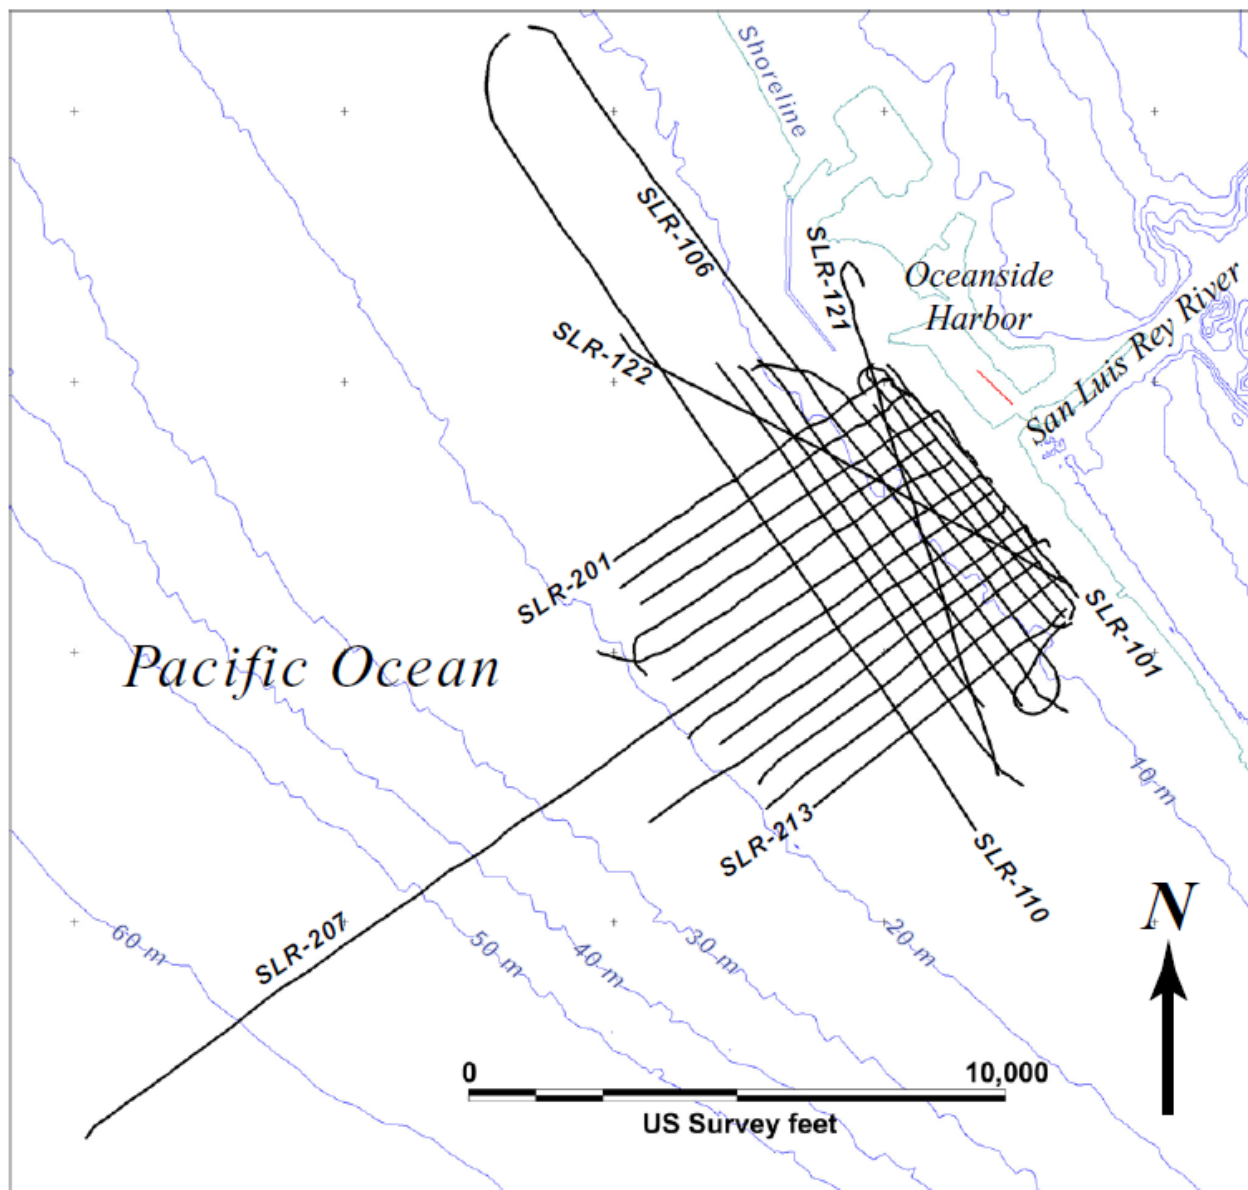 Shoreline
SLR-106
SLR-121
Oceanside
Harbor
San Luis Rey River
SLR-122
SLR-201
SLR-101
Pacific Ocean
10 m
SLR-213
SLR-110
N
SLR-207
60 m
50 m
40 m
30 m
20 m
0 10,000
US Survey feet